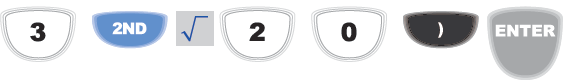 3 2ND √ 2 0 ) ENTER